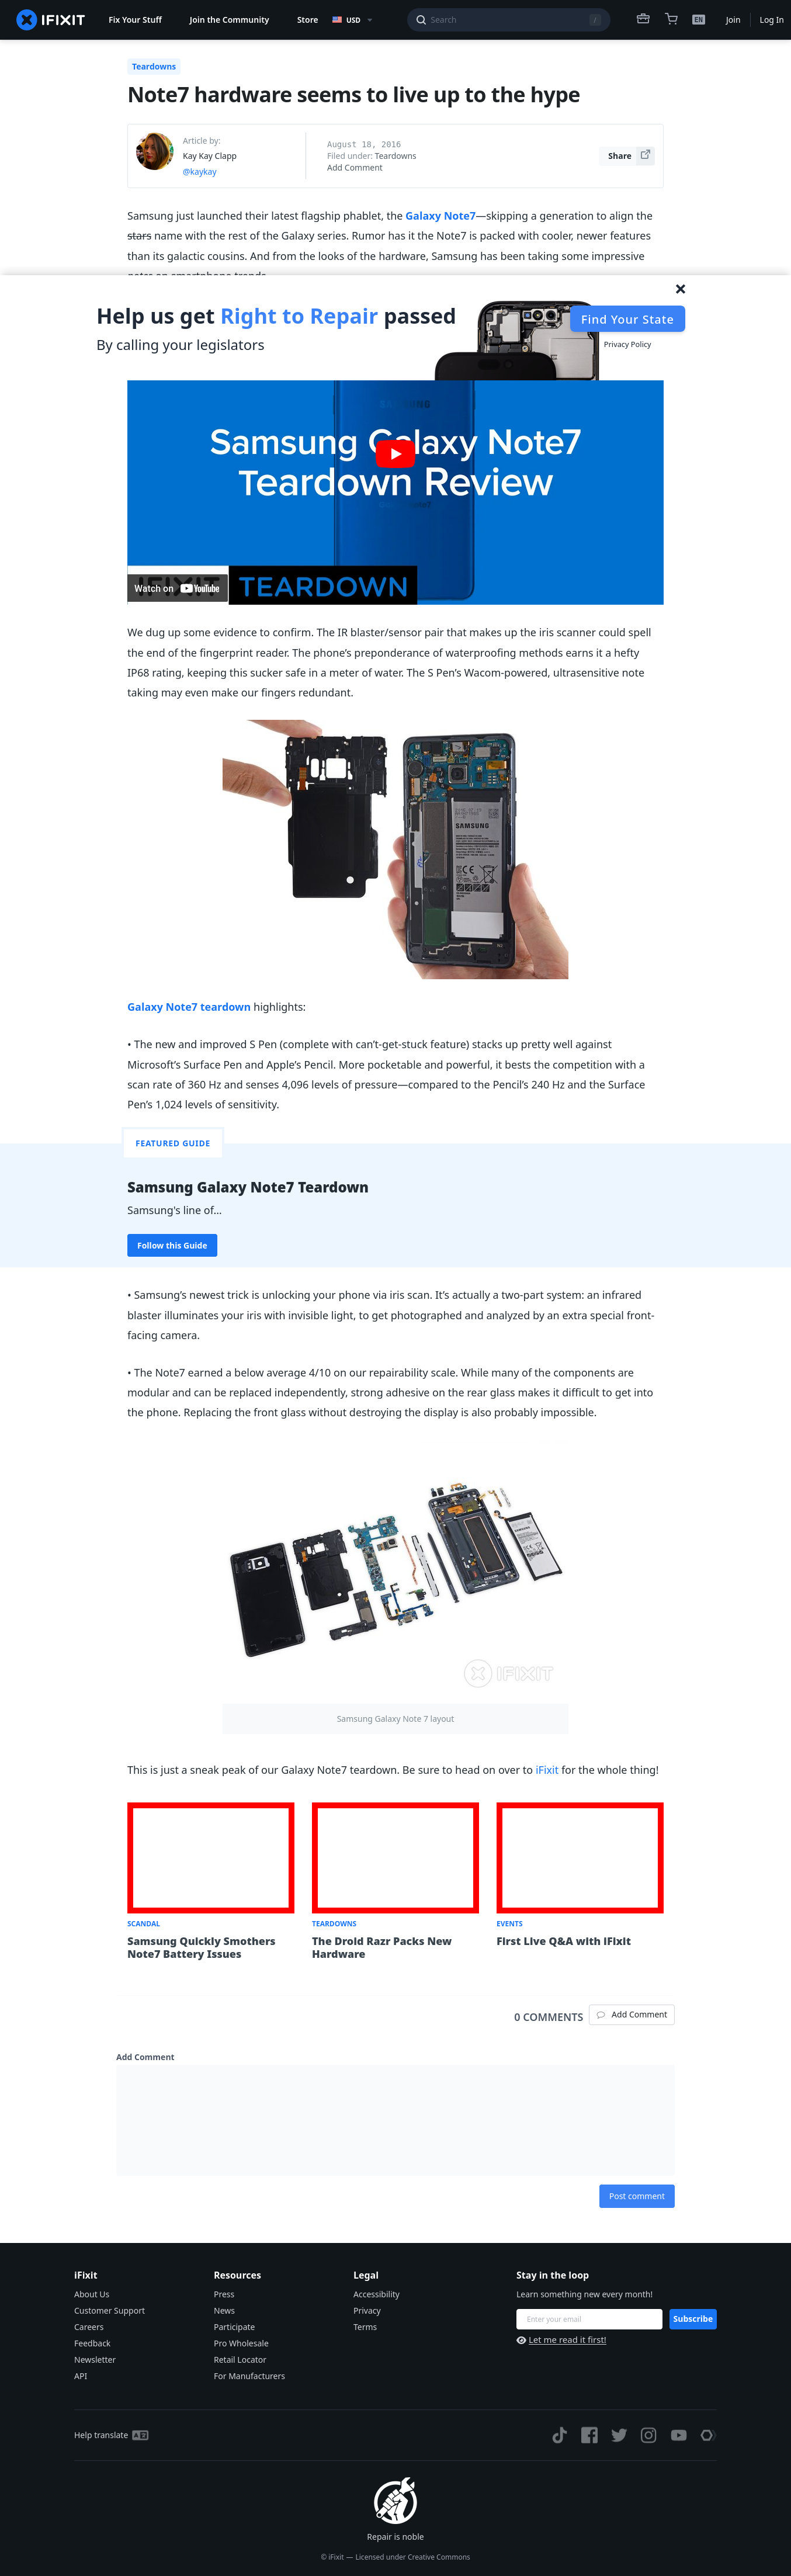 IFIXIT
Fix Your Stuff
Join the Community
Store
USD
Search
/
EN
Join
Log In
Teardowns
Note7 hardware seems to live up to the hype
Article by:
Kay Kay Clapp
@kaykay
August 18, 2016
Filed under: Teardowns
Add Comment
Share
Samsung just launched their latest flagship phablet, the Galaxy Note7—skipping a generation to align the
stars name with the rest of the Galaxy series. Rumor has it the Note7 is packed with cooler, newer features
than its galactic cousins. And from the looks of the hardware, Samsung has been taking some impressive
notes on smartphone trends.
Help us get Right to Repair passed
By calling your legislators
Find Your State
Privacy Policy
SAMSUNG
Samsung Galaxy Note7
Teardown Review
IFIXIT TEARDOWN
Watch on YouTube
We dug up some evidence to confirm. The IR blaster/sensor pair that makes up the iris scanner could spell
the end of the fingerprint reader. The phone’s preponderance of waterproofing methods earns it a hefty
IP68 rating, keeping this sucker safe in a meter of water. The S Pen’s Wacom-powered, ultrasensitive note
taking may even make our fingers redundant.
SAMSUNG
Galaxy Note7 teardown highlights:
• The new and improved S Pen (complete with can’t-get-stuck feature) stacks up pretty well against
Microsoft’s Surface Pen and Apple’s Pencil. More pocketable and powerful, it bests the competition with a
scan rate of 360 Hz and senses 4,096 levels of pressure—compared to the Pencil’s 240 Hz and the Surface
Pen’s 1,024 levels of sensitivity.
FEATURED GUIDE
Samsung Galaxy Note7 Teardown
Samsung's line of...
Follow this Guide
• Samsung’s newest trick is unlocking your phone via iris scan. It’s actually a two-part system: an infrared
blaster illuminates your iris with invisible light, to get photographed and analyzed by an extra special front-
facing camera.
• The Note7 earned a below average 4/10 on our repairability scale. While many of the components are
modular and can be replaced independently, strong adhesive on the rear glass makes it difficult to get into
the phone. Replacing the front glass without destroying the display is also probably impossible.
IFIXIT
Samsung Galaxy Note 7 layout
This is just a sneak peak of our Galaxy Note7 teardown. Be sure to head on over to iFixit for the whole thing!
SCANDAL
Samsung Quickly Smothers
Note7 Battery Issues
TEARDOWNS
The Droid Razr Packs New
Hardware
EVENTS
First Live Q&A with iFixit
0 COMMENTS
Add Comment
Add Comment
Post comment
iFixit
About Us
Customer Support
Careers
Feedback
Newsletter
API
Resources
Press
News
Participate
Pro Wholesale
Retail Locator
For Manufacturers
Legal
Accessibility
Privacy
Terms
Stay in the loop
Learn something new every month!
Enter your email
Subscribe
Let me read it first!
Help translate
Repair is noble
© iFixit — Licensed under Creative Commons